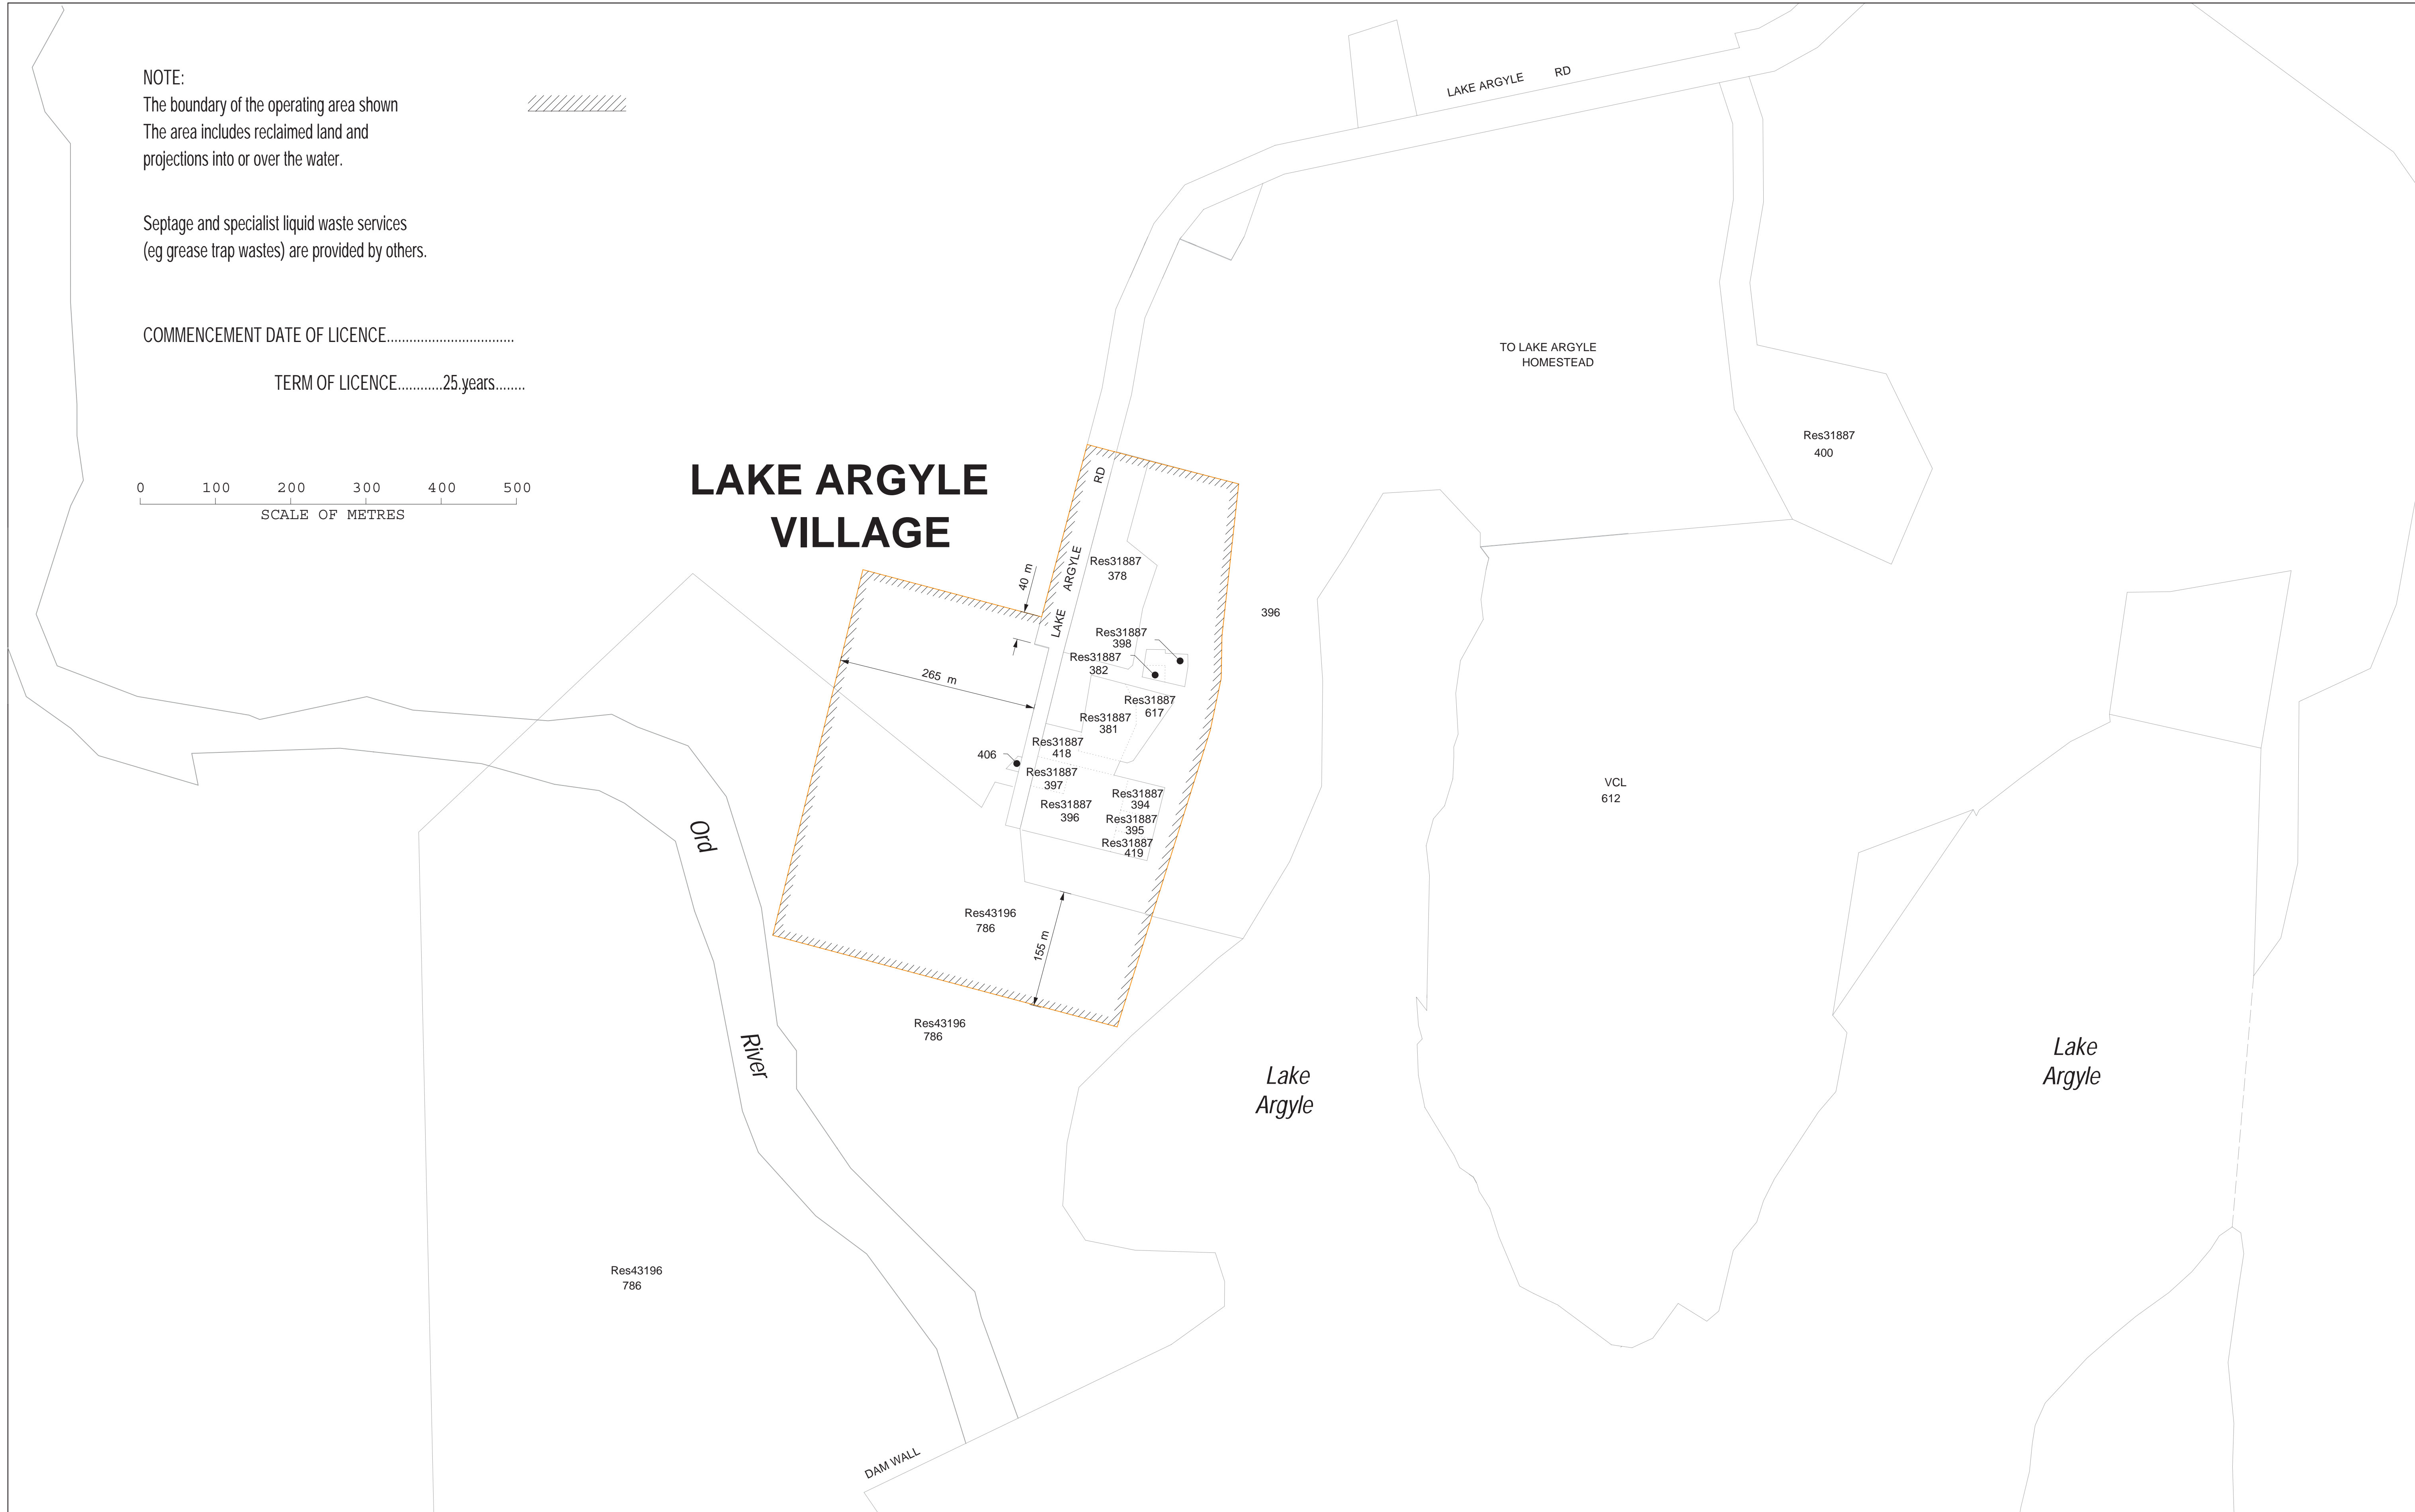 NOTE:
The boundary of the operating area shown
The area includes reclaimed land and
projections into or over the water.
Septage and specialist liquid waste services
(eg grease trap wastes) are provided by others.
COMMENCEMENT DATE OF LICENCE..................................
TERM OF LICENCE............25.years........
0 100 200 300 400 500
SCALE OF METRES
LAKE ARGYLE
VILLAGE
LAKE ARGYLE RD
TO LAKE ARGYLE
HOMESTEAD
Res31887
400
LAKE ARGYLE RD
40 m
Res31887
378
396
Res31887
398
Res31887
382
265 m
Res31887
617
Res31887
381
Res31887
418
406
Res31887
397
Res31887
394
Res31887
396
Res31887
395
Res31887
419
VCL
612
Ord
River
Res43196
786
155 m
Res43196
786
Lake
Argyle
Lake
Argyle
Res43196
786
DAM WALL